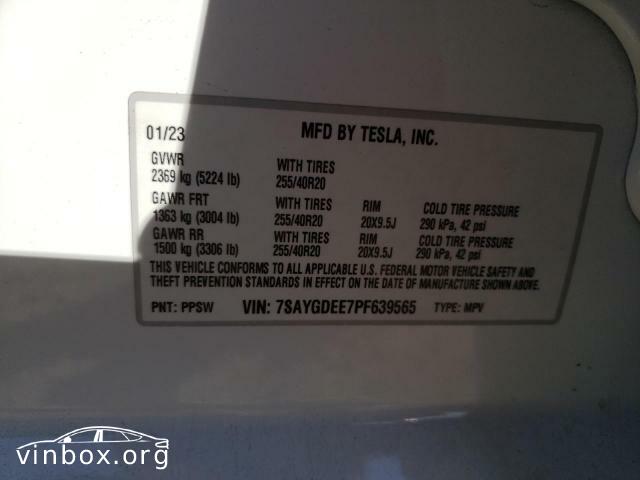 01/23 MFD BY TESLA, INC.
GVWR WITH TIRES
2369 kg (5224 lb) 255/40R20
GAWR FRT WITH TIRES RIM COLD TIRE PRESSURE
1363 kg (3004 lb) 255/40R20 20X9.5J 290 kPa, 42 psi
GAWR RR WITH TIRES RIM COLD TIRE PRESSURE
1500 kg (3306 lb) 255/40R20 20X9.5J 290 kPa, 42 psi
THIS VEHICLE CONFORMS TO ALL APPLICABLE U.S. FEDERAL MOTOR VEHICLE SAFETY AND
THEFT PREVENTION STANDARDS IN EFFECT ON THE DATE OF MANUFACTURE SHOWN ABOVE.
PNT: PPSW VIN: 7SAYGDEE7PF639565 TYPE: MPV
vinbox.org